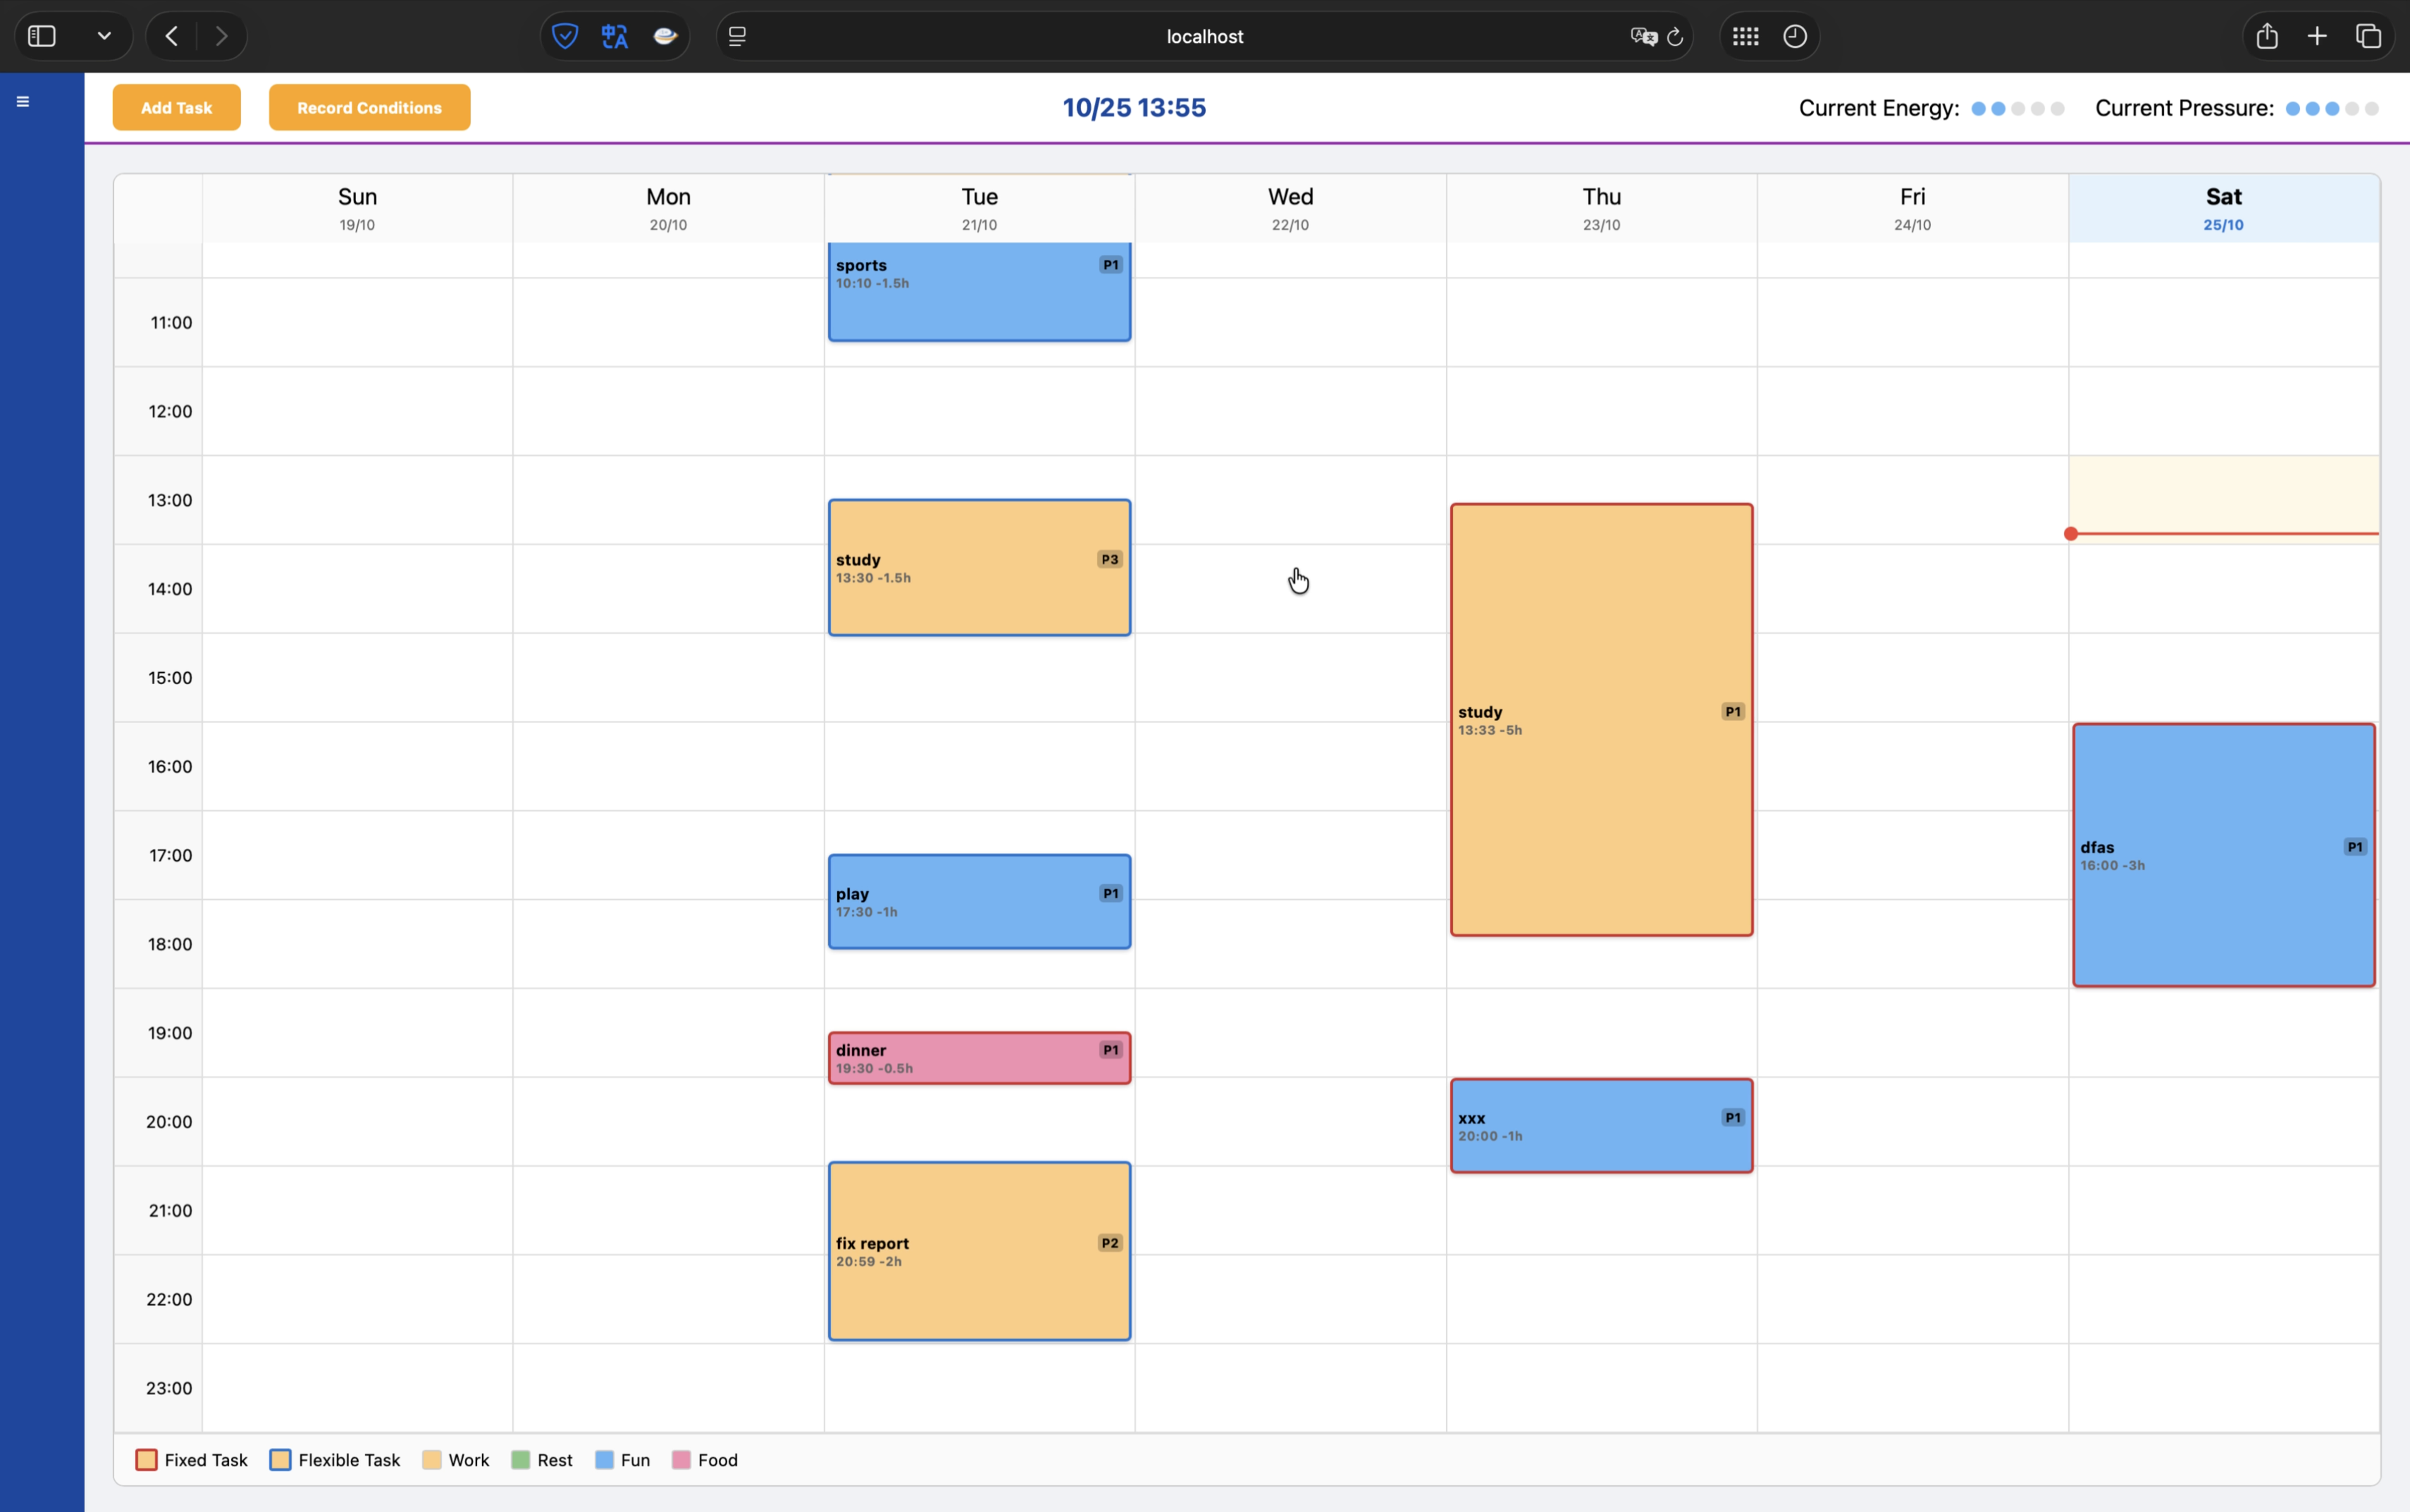 localhost
Add Task
Record Conditions
10/25 13:55
Current Energy:
Current Pressure:
Sun
Mon
Tue
Wed
Thu
Fri
Sat
19/10
20/10
21/10
22/10
23/10
24/10
25/10
sports P1
10:10 -1.5h
11:00
12:00
13:00
study P3
13:30 -1.5h
14:00
15:00
study P1
13:33 -5h
16:00
17:00
dfas P1
16:00 -3h
play P1
17:30 -1h
18:00
19:00
dinner P1
19:30 -0.5h
20:00
xxx P1
20:00 -1h
21:00
fix report P2
20:59 -2h
22:00
23:00
Fixed Task
Flexible Task
Work
Rest
Fun
Food